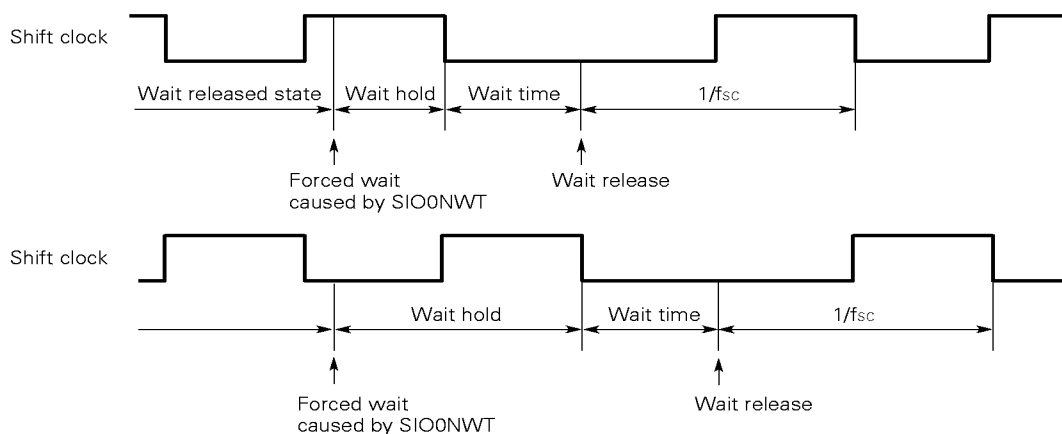 Shift clock
Wait released state
Wait hold
Wait time
1/fsc
Forced wait
caused by SIO0NWT
Wait release
Shift clock
Wait hold
Wait time
1/fsc
Forced wait
caused by SIO0NWT
Wait release